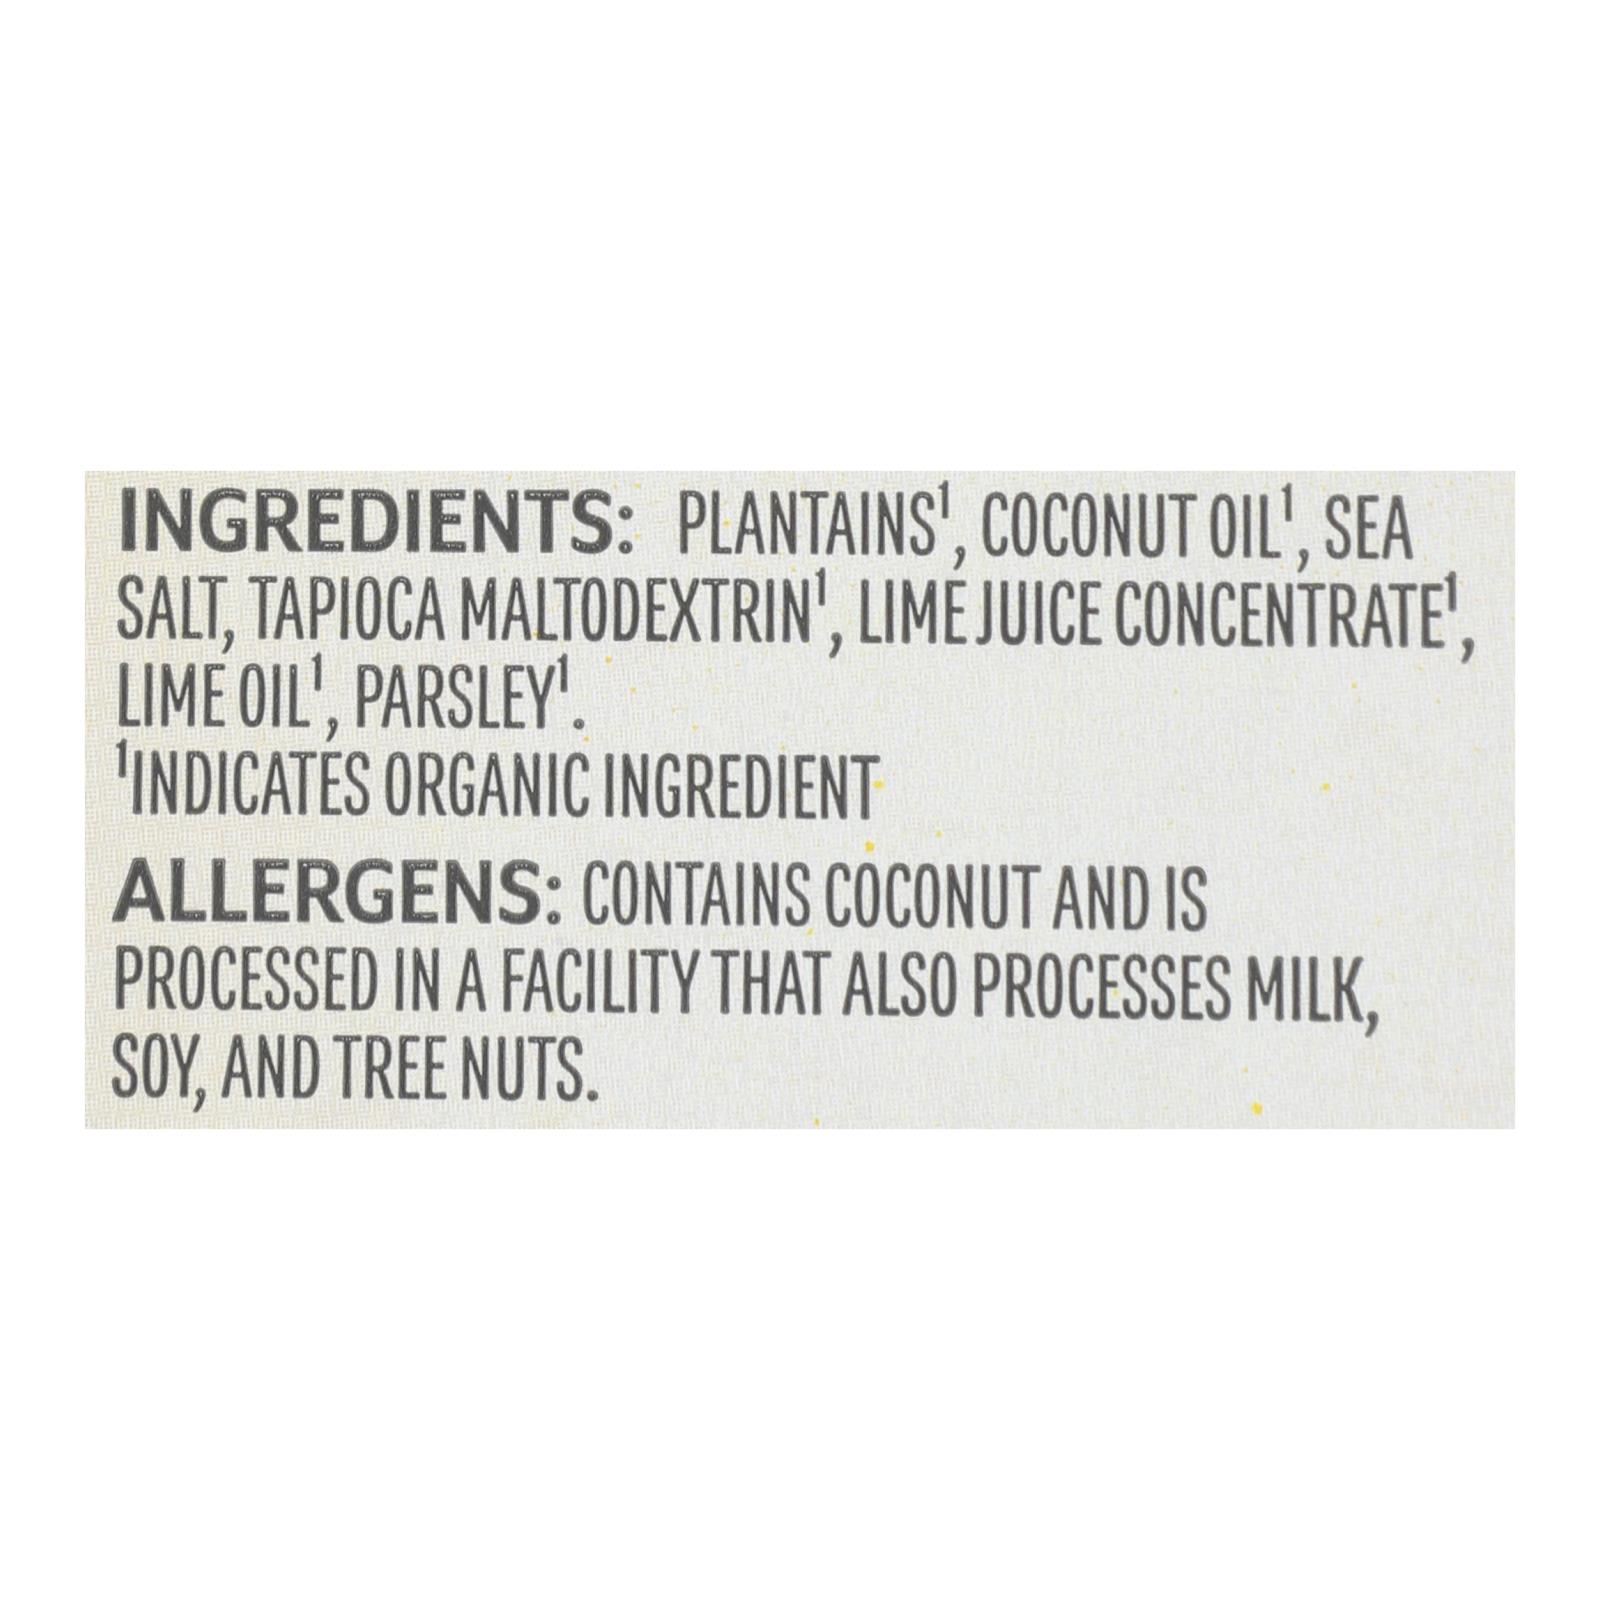 INGREDIENTS: PLANTAINS¹, COCONUT OIL¹, SEA
SALT, TAPIOCA MALTODEXTRIN¹, LIME JUICE CONCENTRATE¹,
LIME OIL¹, PARSLEY¹.
¹INDICATES ORGANIC INGREDIENT
ALLERGENS: CONTAINS COCONUT AND IS
PROCESSED IN A FACILITY THAT ALSO PROCESSES MILK,
SOY, AND TREE NUTS.